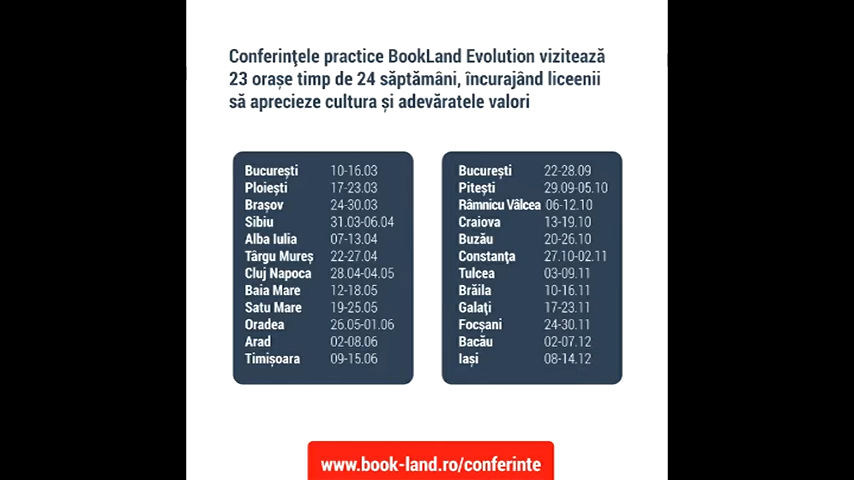 Conferințele practice BookLand Evolution vizitează
23 orașe timp de 24 săptămâni, încurajând liceenii
să aprecieze cultura și adevăratele valori
București 10-16.03
Ploiești 17-23.03
Brașov 24-30.03
Sibiu 31.03-06.04
Alba Iulia 07-13.04
Târgu Mureș 22-27.04
Cluj Napoca 28.04-04.05
Baia Mare 12-18.05
Satu Mare 19-25.05
Oradea 26.05-01.06
Arad 02-08.06
Timișoara 09-15.06
București 22-28.09
Pitești 29.09-05.10
Râmnicu Vâlcea 06-12.10
Craiova 13-19.10
Buzău 20-26.10
Constanța 27.10-02.11
Tulcea 03-09.11
Brăila 10-16.11
Galați 17-23.11
Focșani 24-30.11
Bacău 02-07.12
Iași 08-14.12
www.book-land.ro/conferinte